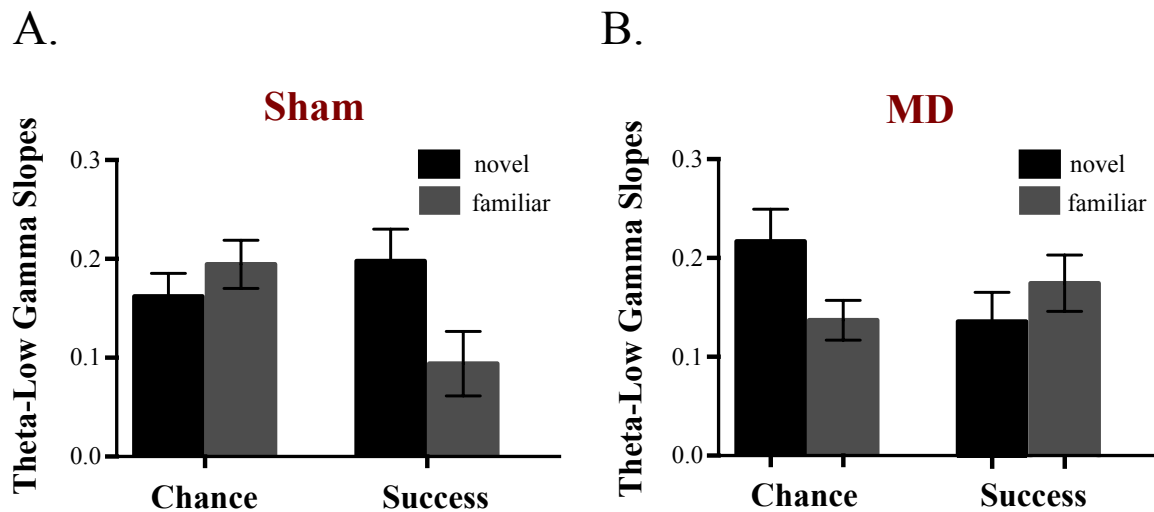 A.
Sham
Theta-Low Gamma Slopes
0.3
0.2
0.1
0.0
novel
familiar
Chance
Success
B.
MD
Theta-Low Gamma Slopes
0.3
0.2
0.1
0.0
novel
familiar
Chance
Success